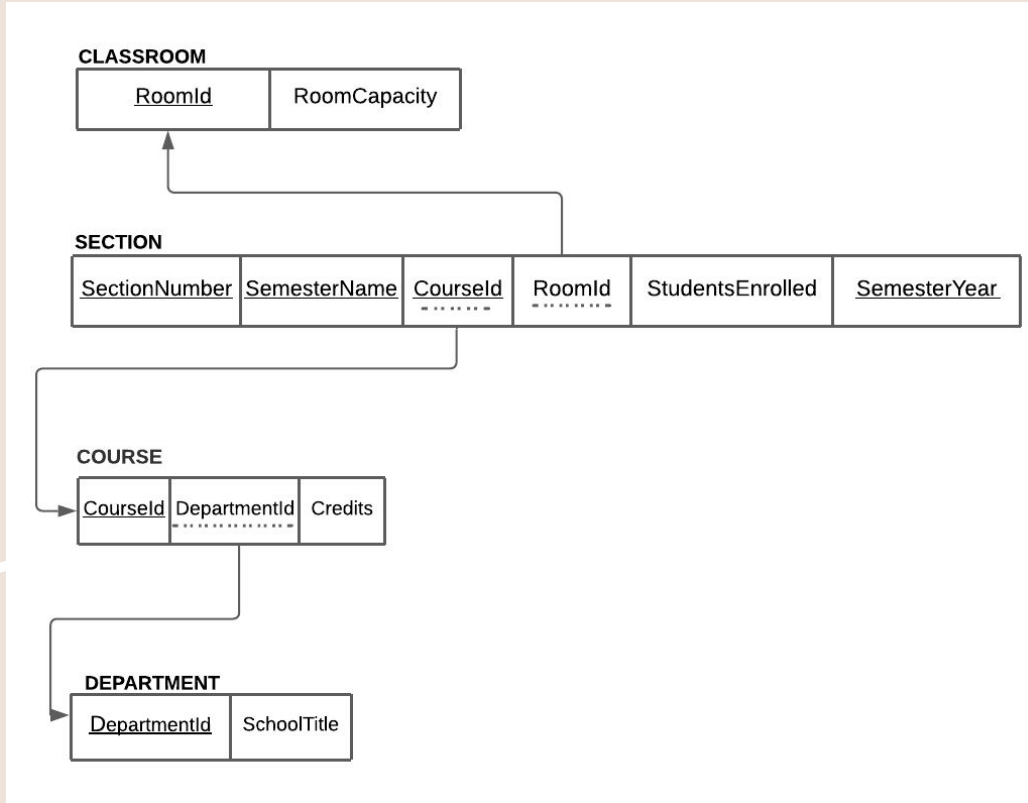 CLASSROOM
RoomId RoomCapacity
SECTION
SectionNumber SemesterName CourseId RoomId StudentsEnrolled SemesterYear
COURSE
CourseId DepartmentId Credits
DEPARTMENT
DepartmentId SchoolTitle